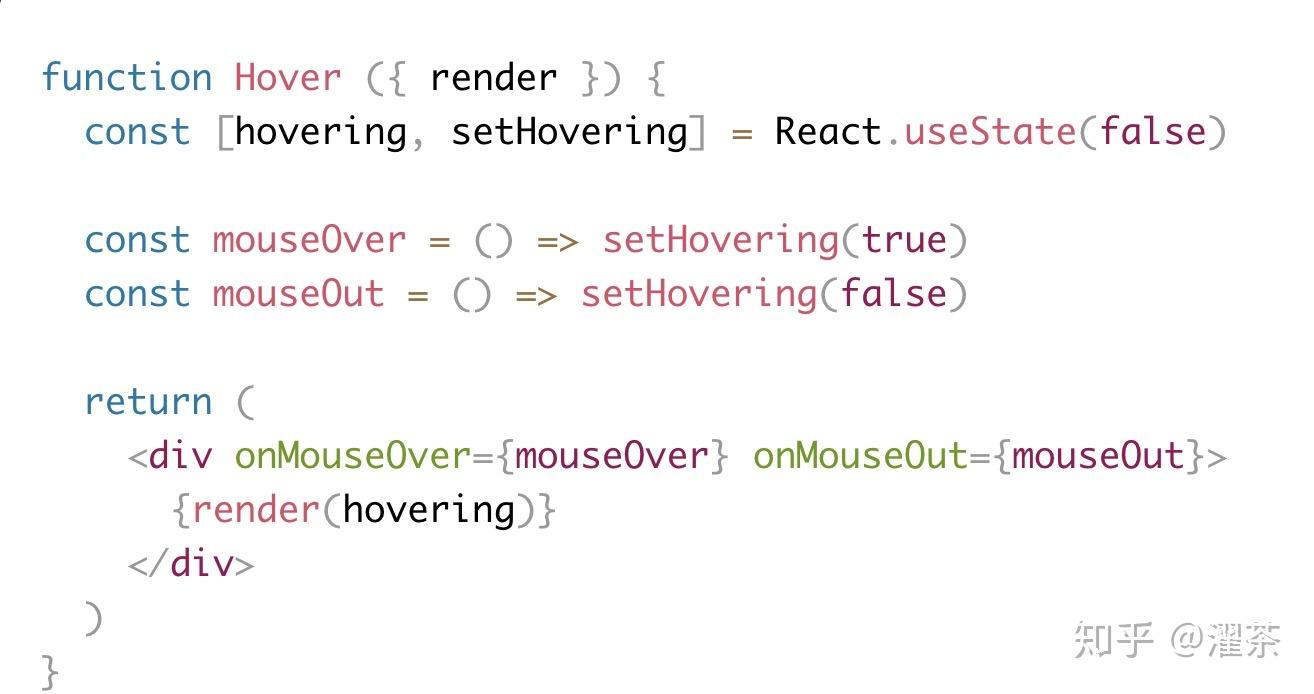 function Hover ({ render }) {
  const [hovering, setHovering] = React.useState(false)
  const mouseOver = () => setHovering(true)
  const mouseOut = () => setHovering(false)
  return (
    <div onMouseOver={mouseOver} onMouseOut={mouseOut}>
      {render(hovering)}
    </div>
  )
}
知乎 @濯茶